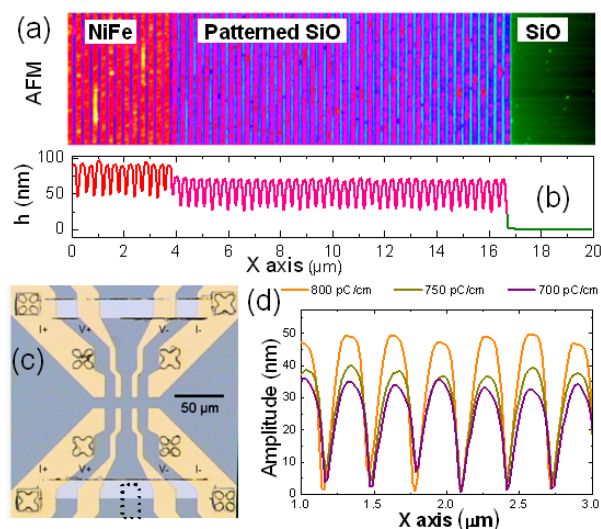 (a)
NiFe
Patterned SiO
SiO
AFM
100
50
0
h (nm)
(b)
0 2 4 6 8 10 12 14 16 18 20
X axis (μm)
(c)
I+ V+ V- I-
50 μm
I+ V+ V- I-
(d)
800 pC/cm 750 pC/cm 700 pC/cm
50
40
30
20
10
0
Amplitude (nm)
1.0 1.5 2.0 2.5 3.0
X axis (μm)